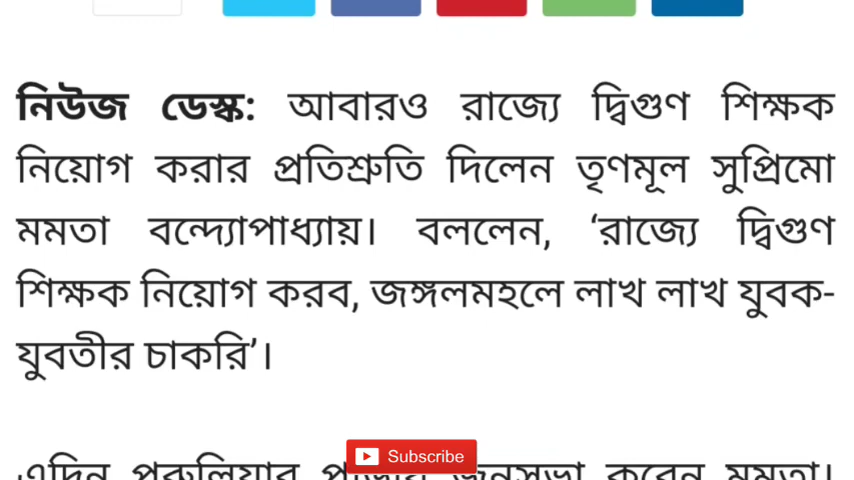 নিউজ ডেস্ক: আবারও রাজ্যে দ্বিগুণ শিক্ষক
নিয়োগ করার প্রতিশ্রুতি দিলেন তৃণমূল সুপ্রিমো
মমতা বন্দ্যোপাধ্যায়। বললেন, ‘রাজ্যে দ্বিগুণ
শিক্ষক নিয়োগ করব, জঙ্গলমহলে লাখ লাখ যুবক-
যুবতীর চাকরি’।
এদিন পুরুলিয়ার জনসভা করেন মমতা।
Subscribe